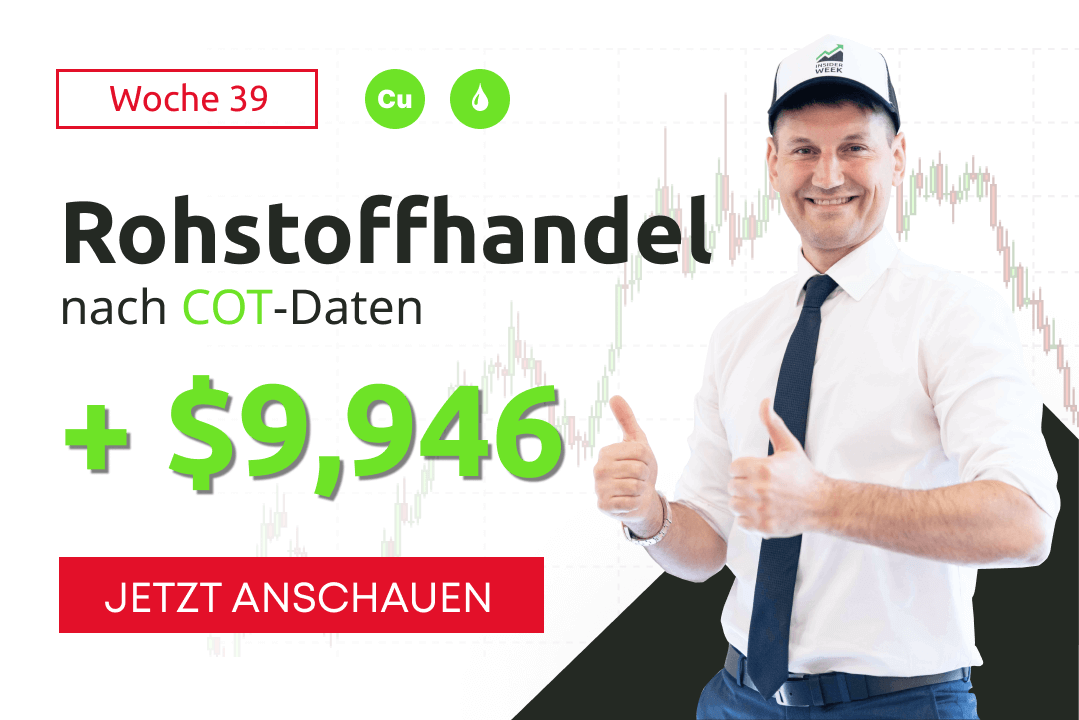 Woche 39
Cu
INSIDER
WEEK
Rohstoffhandel
nach COT-Daten
+ $9,946
JETZT ANSCHAUEN